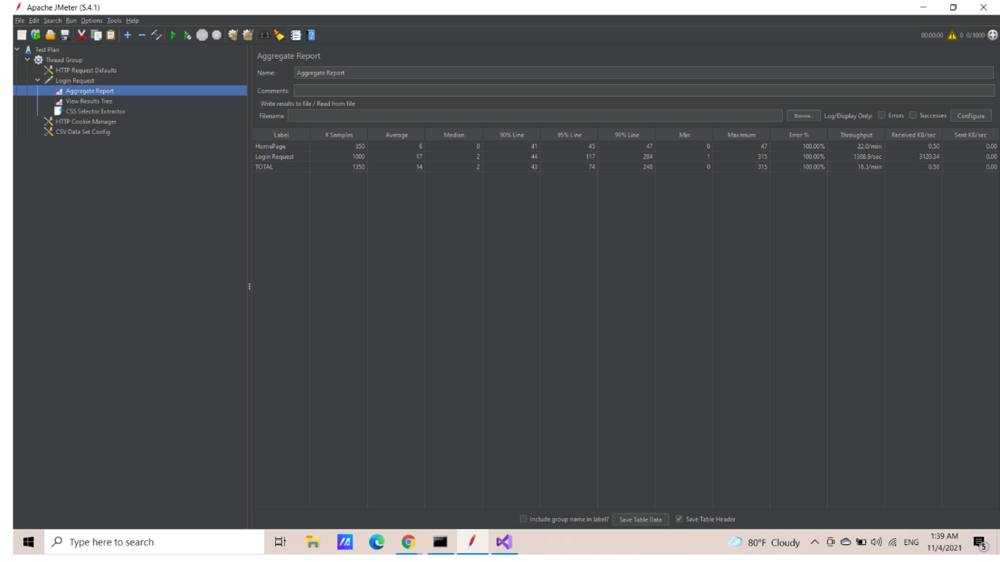 Apache JMeter (5.4.1)
File Edit Search Run Options Tools Help
00:00:00 0 0/1000
Test Plan
Thread Group
HTTP Request Defaults
Login Request
Aggregate Report
View Results Tree
CSS Selector Extractor
HTTP Cookie Manager
CSV Data Set Config
Aggregate Report
Name: Aggregate Report
Comments:
Write results to file / Read from file
Filename Browse... Log/Display Only: Errors Successes Configure
Label # Samples Average Median 90% Line 95% Line 99% Line Min Maximum Error % Throughput Received KB/sec Sent KB/sec
HomePage 350 6 0 41 45 47 0 47 100.00% 22.0/min 0.50 0.00
Login Request 1000 17 2 44 117 284 1 315 100.00% 1308.9/sec 3120.34 0.00
TOTAL 1350 14 2 43 74 248 0 315 100.00% 16.3/min 0.58 0.00
Include group name in label? Save Table Data Save Table Header
Type here to search
80°F Cloudy ENG 1:39 AM
11/4/2021 5